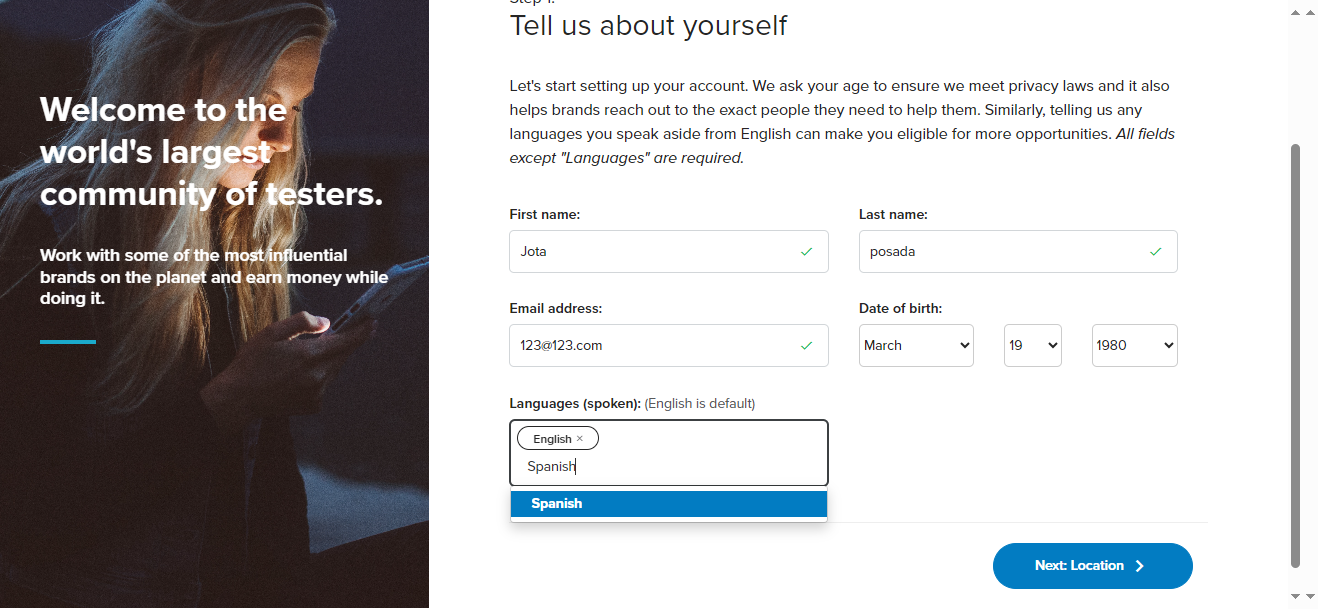 Welcome to the
world's largest
community of testers.
Work with some of the most influential
brands on the planet and earn money while
doing it.
Step 1:
Tell us about yourself
Let's start setting up your account. We ask your age to ensure we meet privacy laws and it also
helps brands reach out to the exact people they need to help them. Similarly, telling us any
languages you speak aside from English can make you eligible for more opportunities. All fields
except "Languages" are required.
First name:
Last name:
Jota
posada
Email address:
Date of birth:
123@123.com
March
19
1980
Languages (spoken): (English is default)
English ×
Spanish
Spanish
Next: Location